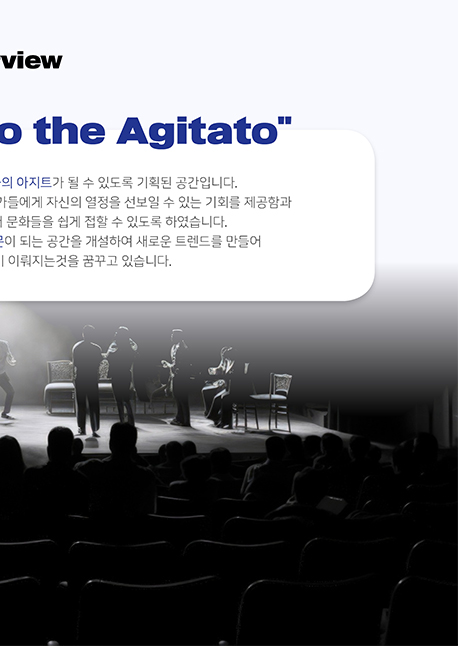 view
o the Agitato"
의 아지트가 될 수 있도록 기획된 공간입니다.
가들에게 자신의 열정을 선보일 수 있는 기회를 제공함과
문화들을 쉽게 접할 수 있도록 하였습니다.
이 되는 공간을 개설하여 새로운 트렌드를 만들어
이뤄지는것을 꿈꾸고 있습니다.